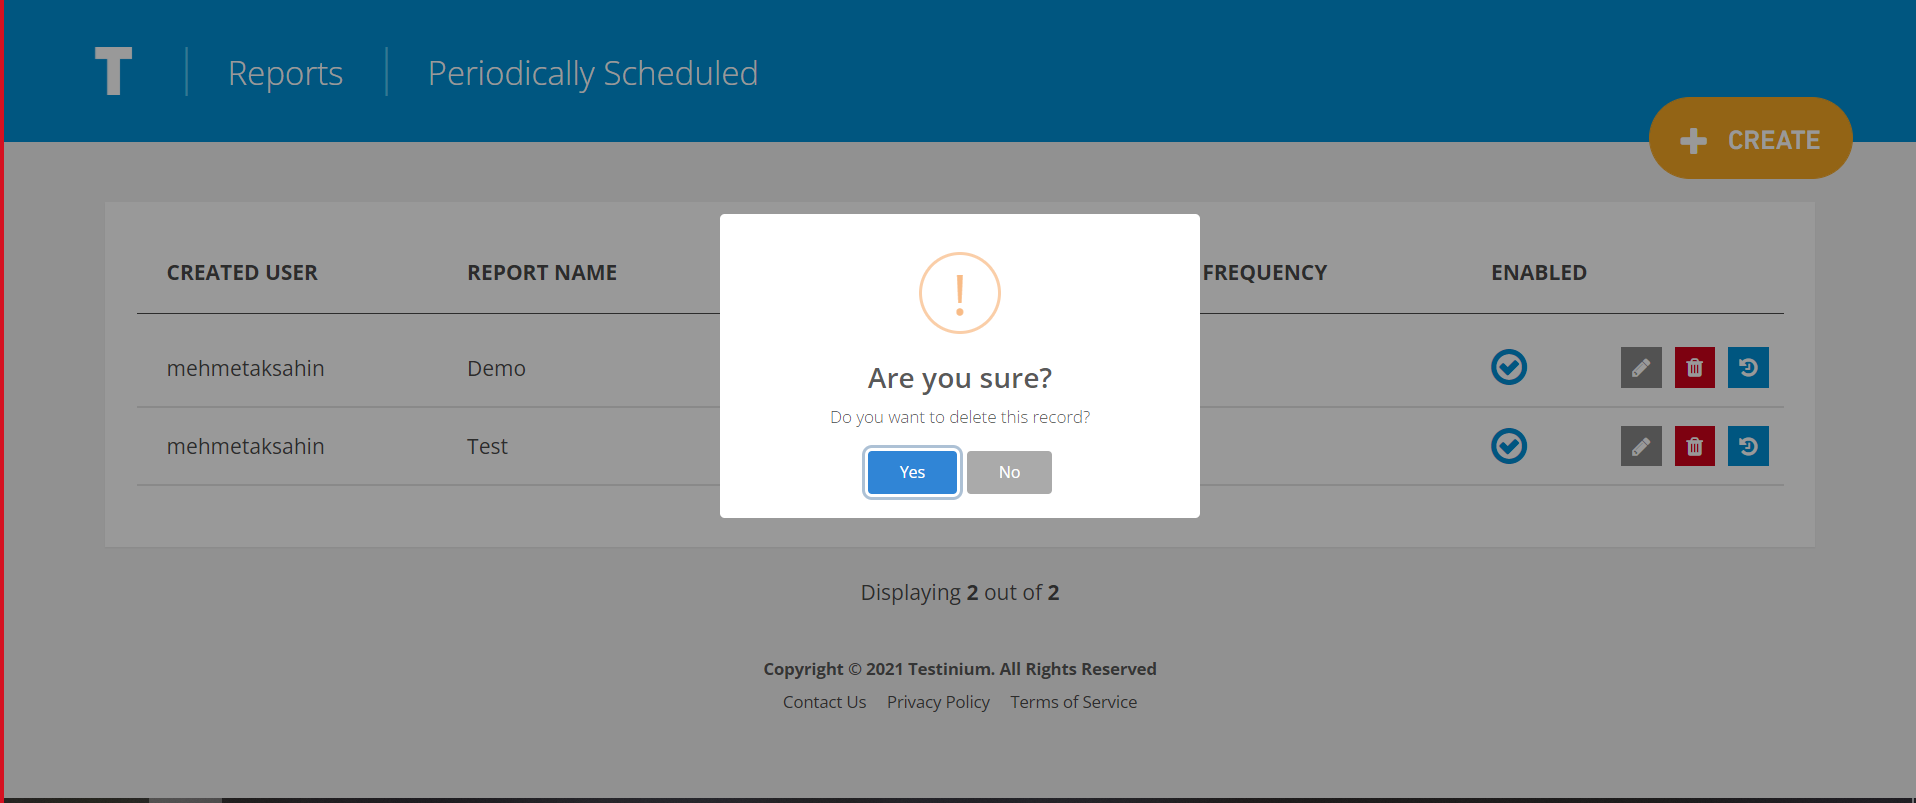 T Reports Periodically Scheduled
CREATE
CREATED USER REPORT NAME FREQUENCY ENABLED
mehmetaksahin Demo
mehmetaksahin Test
!
Are you sure?
Do you want to delete this record?
Yes No
Displaying 2 out of 2
Copyright © 2021 Testinium. All Rights Reserved
Contact Us Privacy Policy Terms of Service